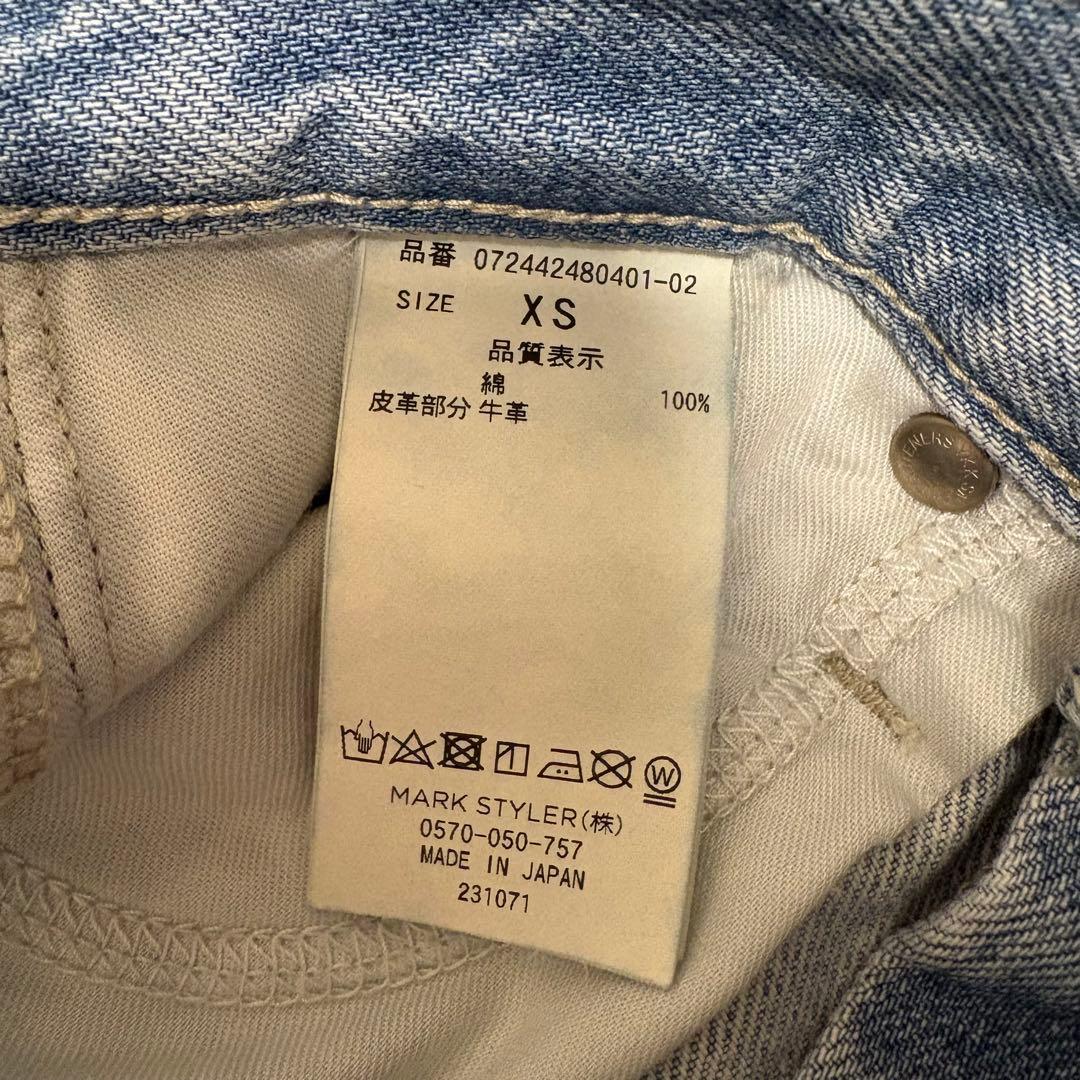 品番 072442480401-02
SIZE XS
品質表示
綿 100%
皮革部分 牛革
W
MARK STYLER(株)
0570-050-757
MADE IN JAPAN
231071